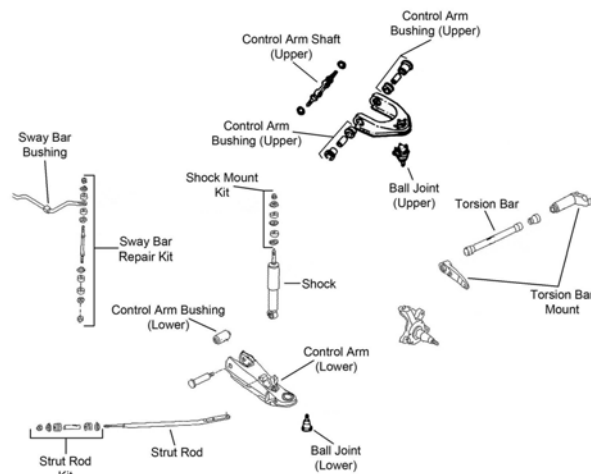 Control Arm
Bushing (Upper)
Control Arm Shaft
(Upper)
Control Arm
Bushing (Upper)
Sway Bar
Bushing
Shock Mount
Kit
Ball Joint
(Upper)
Torsion Bar
Sway Bar
Repair Kit
Shock
Torsion Bar
Mount
Control Arm Bushing
(Lower)
Control Arm
(Lower)
Strut Rod
Strut Rod
Kit
Ball Joint
(Lower)